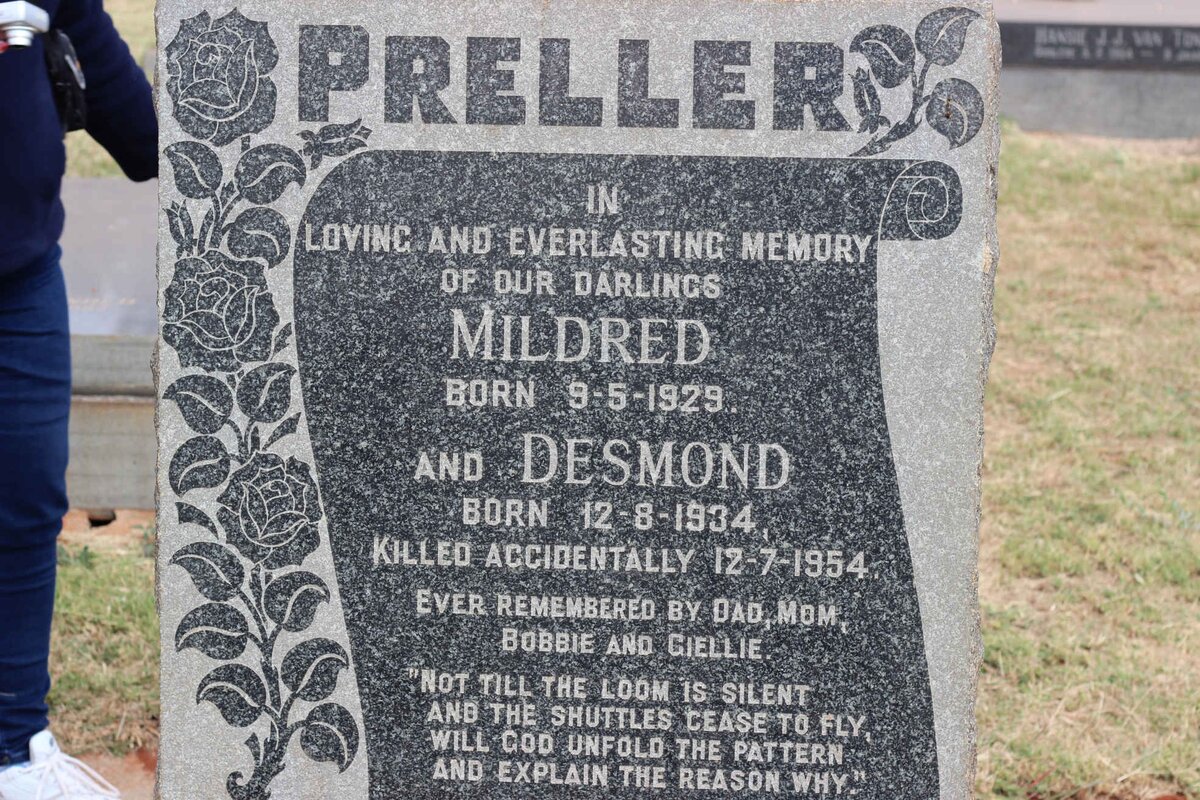 PRELLER
IN
LOVING AND EVERLASTING MEMORY
OF OUR DARLINGS
MILDRED
BORN 9-5-1929.
AND DESMOND
BORN 12-8-1934,
KILLED ACCIDENTALLY 12-7-1954.
EVER REMEMBERED BY DAD, MOM,
BOBBIE AND GIELLIE.
"NOT TILL THE LOOM IS SILENT
AND THE SHUTTLES CEASE TO FLY,
WILL GOD UNFOLD THE PATTERN
AND EXPLAIN THE REASON WHY."
J.J. VAN